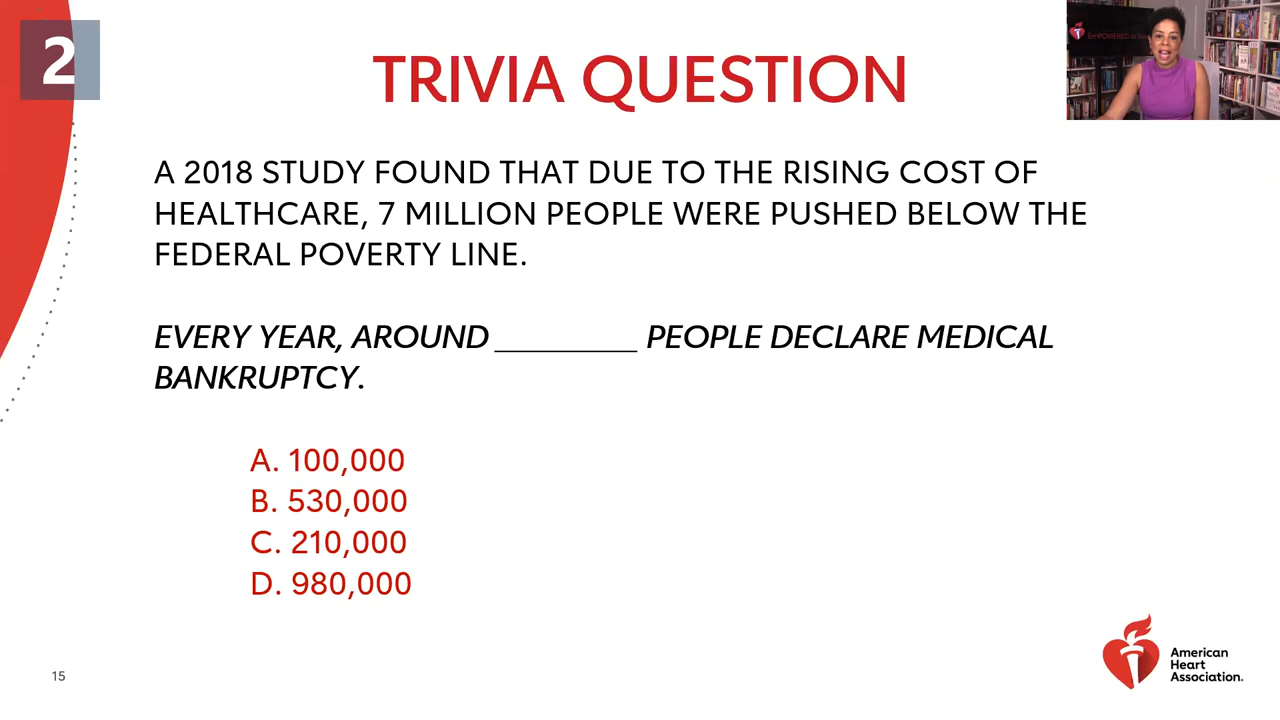 2
TRIVIA QUESTION
A 2018 STUDY FOUND THAT DUE TO THE RISING COST OF
HEALTHCARE, 7 MILLION PEOPLE WERE PUSHED BELOW THE
FEDERAL POVERTY LINE.
EVERY YEAR, AROUND _________ PEOPLE DECLARE MEDICAL
BANKRUPTCY.
A. 100,000
B. 530,000
C. 210,000
D. 980,000
15
American
Heart
Association.